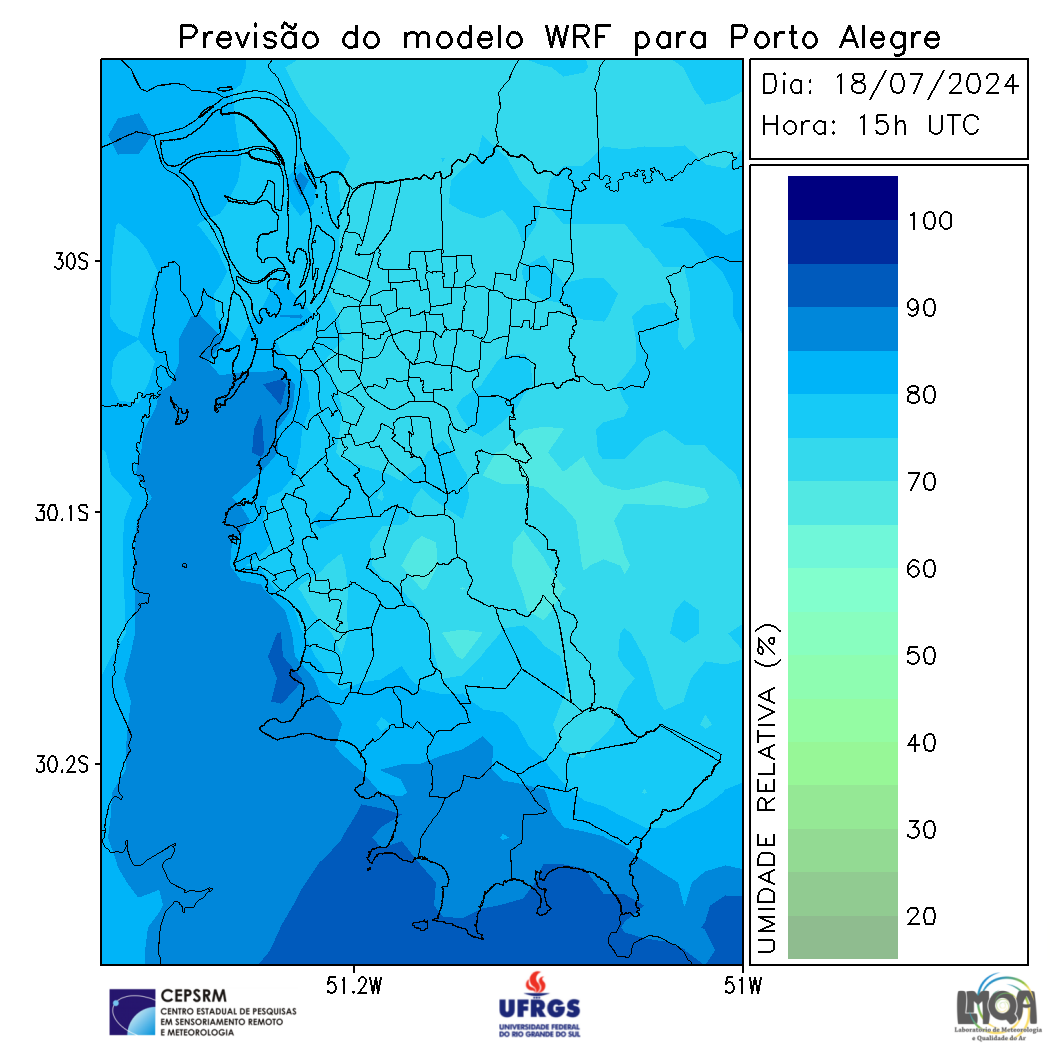 Previsão do modelo WRF para Porto Alegre
Dia: 18/07/2024
Hora: 15h UTC
100
90
80
70
60
50
40
30
20
UMIDADE RELATIVA (%)
30S
30.1S
30.2S
51.2W
51W
CEPSRM
CENTRO ESTADUAL DE PESQUISAS
EM SENSORIAMENTO REMOTO
E METEOROLOGIA
UFRGS
UNIVERSIDADE FEDERAL
DO RIO GRANDE DO SUL
LMQA
Laboratório de Meteorologia
e Qualidade do Ar